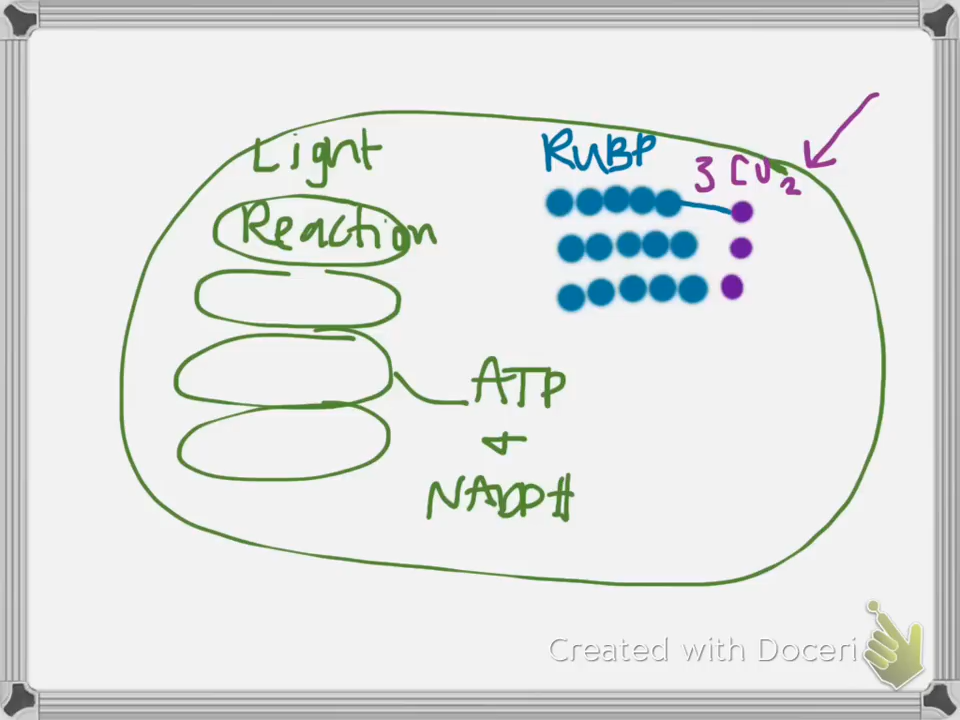 Light
Reaction
RuBP
3 CO₂
ATP
+
NADPH
Created with Doceri